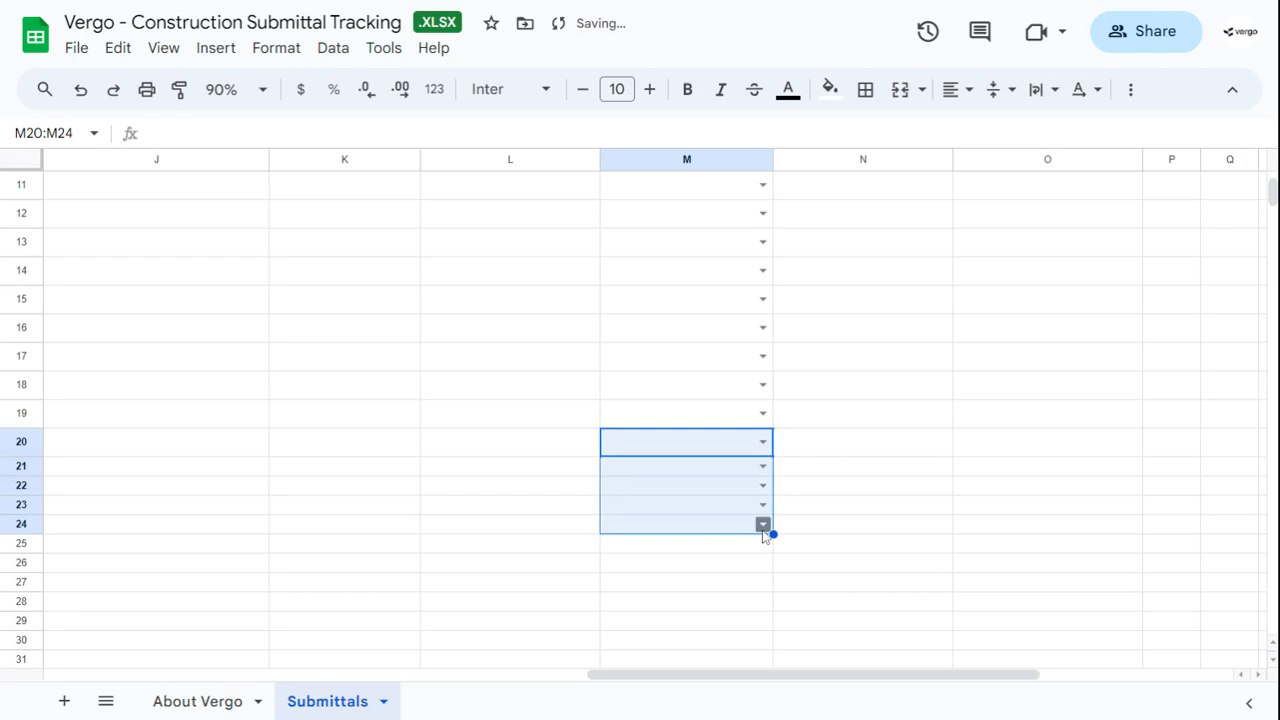 Vergo - Construction Submittal Tracking .XLSX Saving...
File Edit View Insert Format Data Tools Help
Share
vergo
90% $ % .0 .00 123 Inter 10 B I A
M20:M24 fx
J K L M N O P Q
11
12
13
14
15
16
17
18
19
20
21
22
23
24
25
26
27
28
29
30
31
About Vergo Submittals